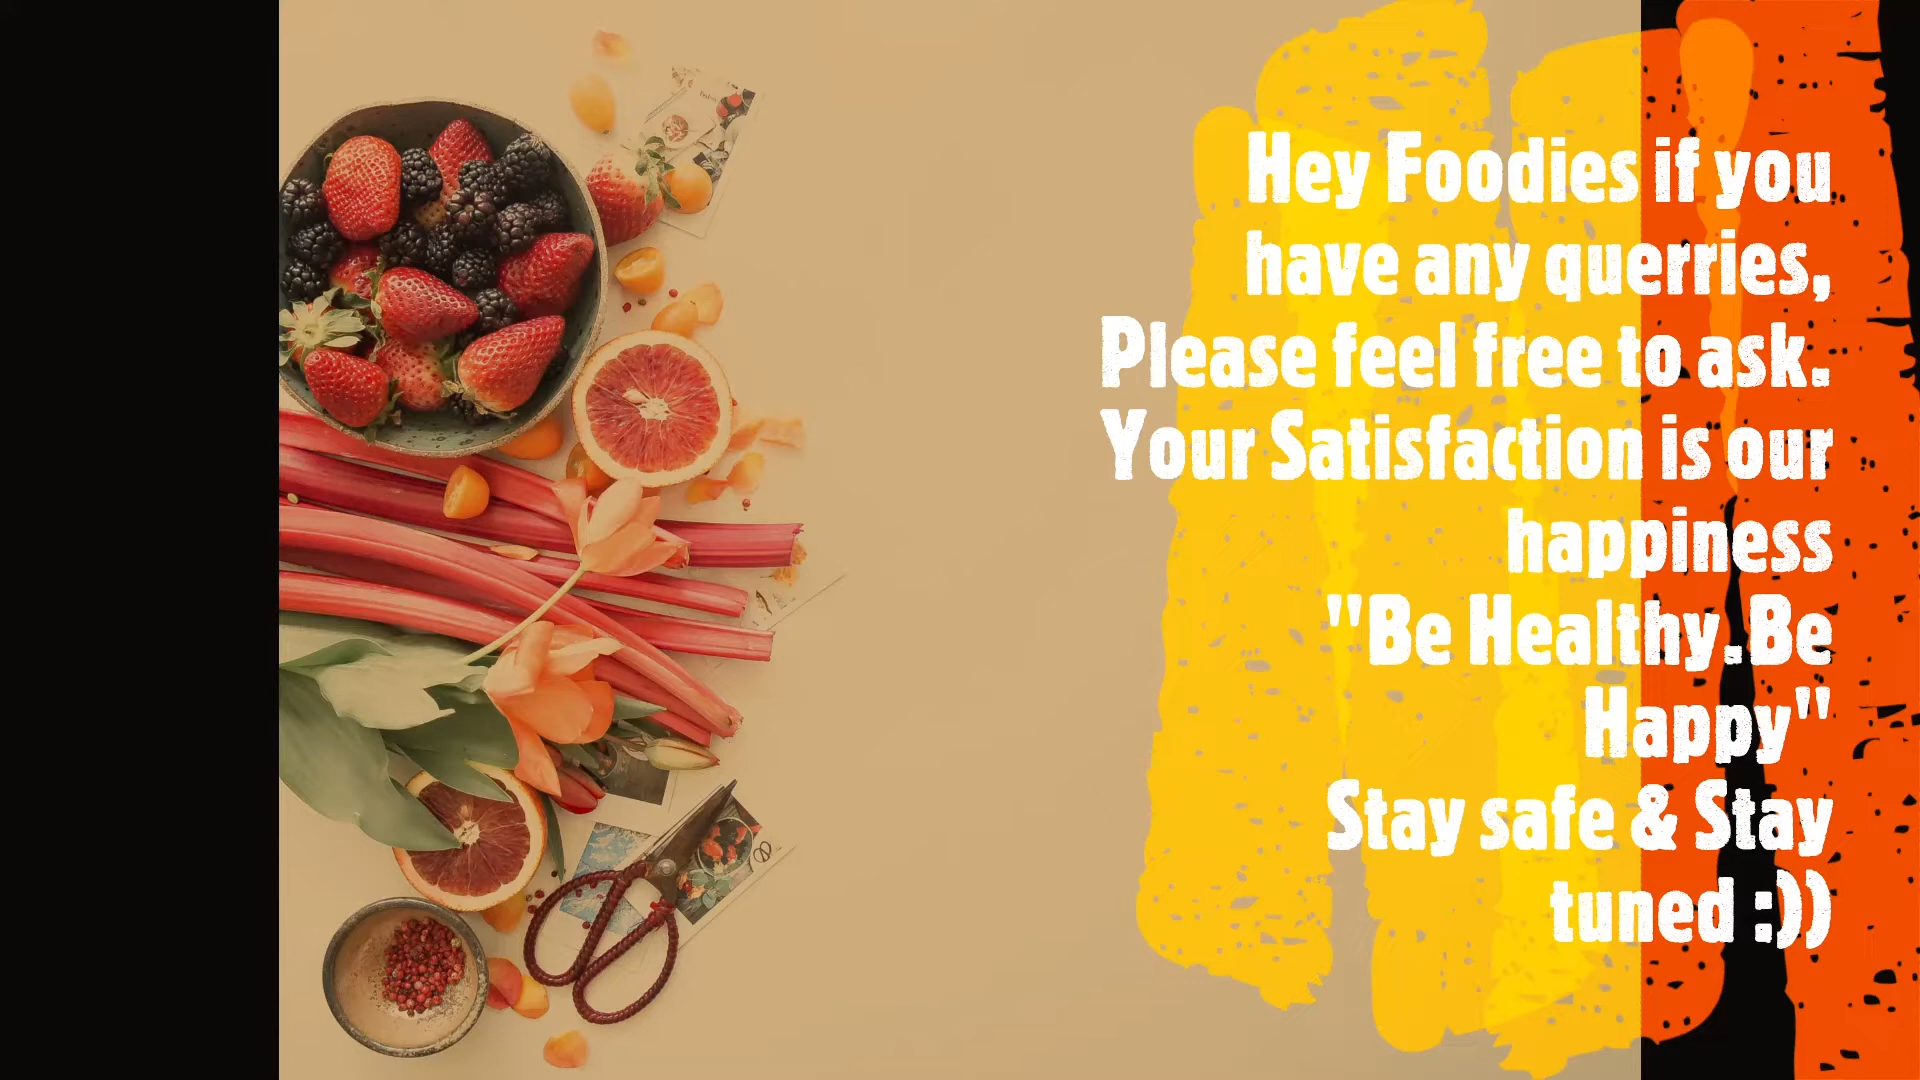 Hey Foodies if you
have any querries,
Please feel free to ask.
Your Satisfaction is our
happiness
"Be Healthy.Be
Happy"
Stay safe & Stay
tuned :))